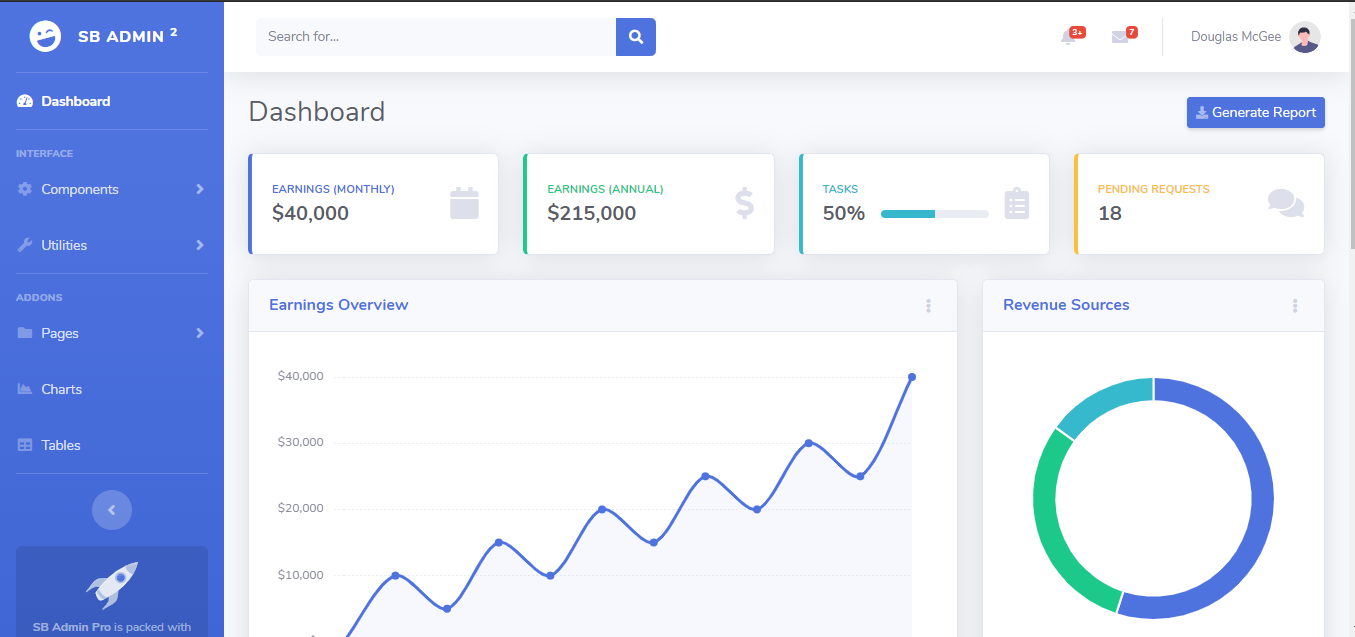 SB ADMIN 2
Search for...
3+
7
Douglas McGee
Dashboard
INTERFACE
Components
Utilities
ADDONS
Pages
Charts
Tables
SB Admin Pro is packed with
Dashboard
Generate Report
EARNINGS (MONTHLY)
$40,000
EARNINGS (ANNUAL)
$215,000
TASKS
50%
PENDING REQUESTS
18
Earnings Overview
$40,000
$30,000
$20,000
$10,000
Revenue Sources